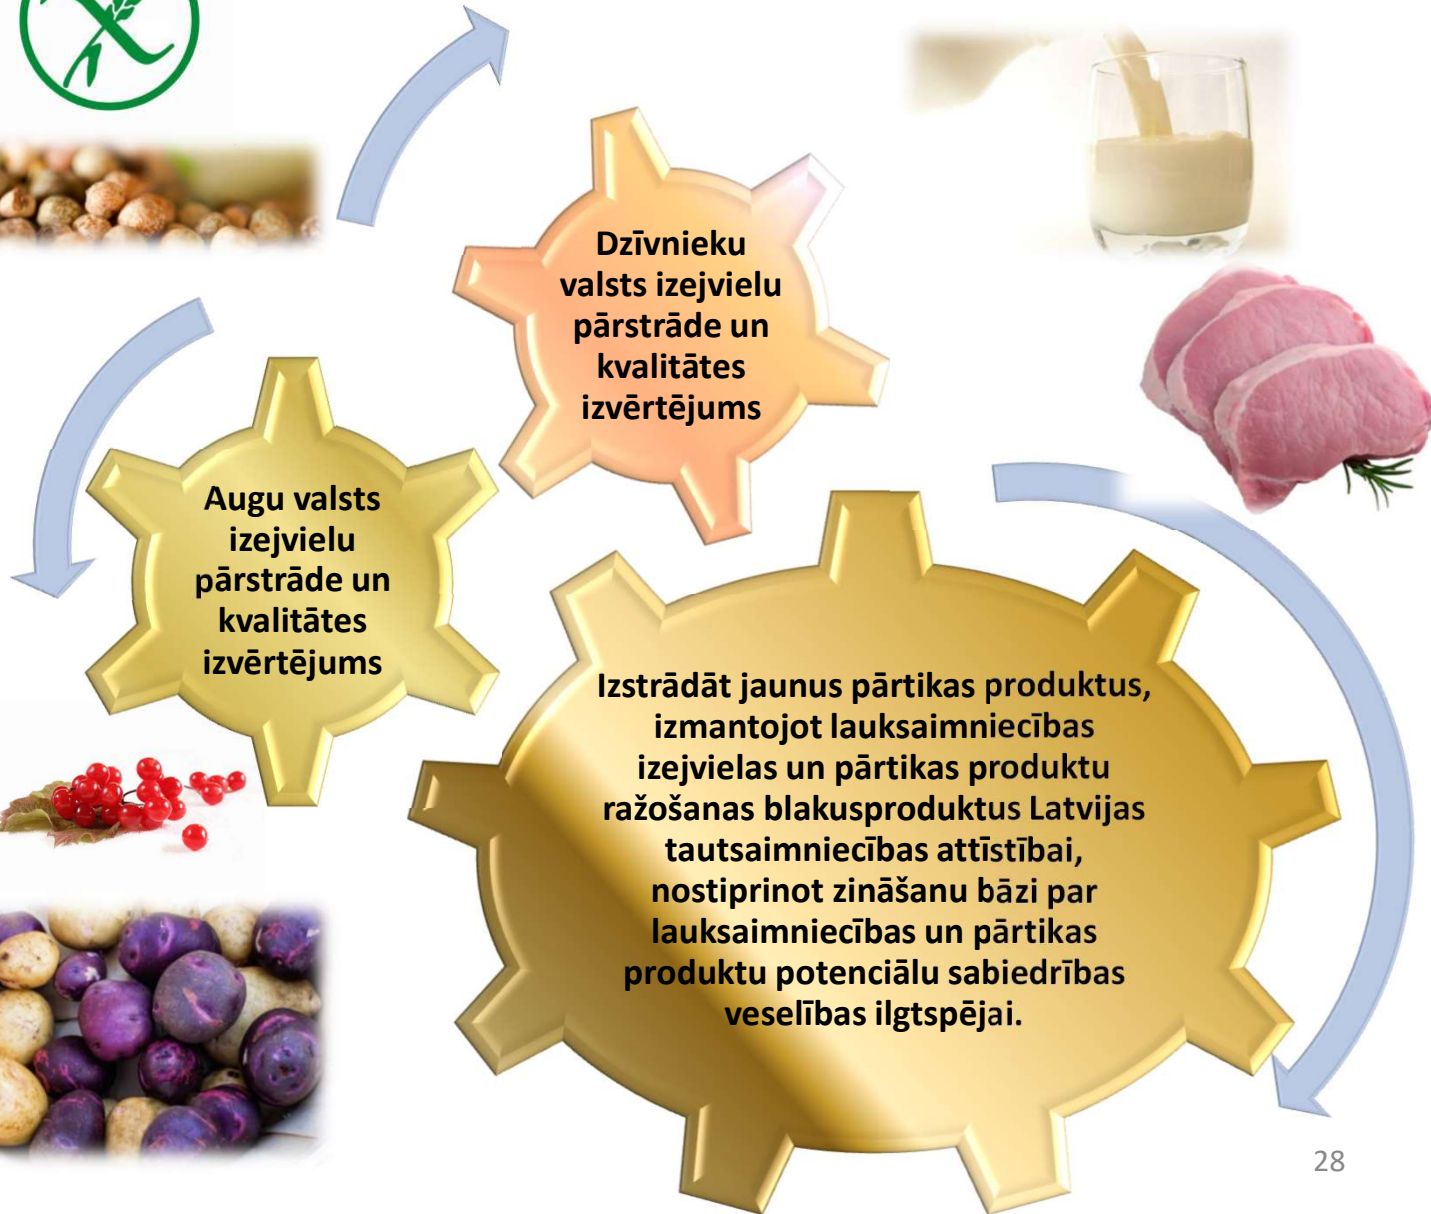 Dzīvnieku
valsts izejvielu
pārstrāde un
kvalitātes
izvērtējums
Augu valsts
izejvielu
pārstrāde un
kvalitātes
izvērtējums
Izstrādāt jaunus pārtikas produktus,
izmantojot lauksaimniecības
izejvielas un pārtikas produktu
ražošanas blakusproduktus Latvijas
tautsaimniecības attīstībai,
nostiprinot zināšanu bāzi par
lauksaimniecības un pārtikas
produktu potenciālu sabiedrības
veselības ilgtspējai.
28